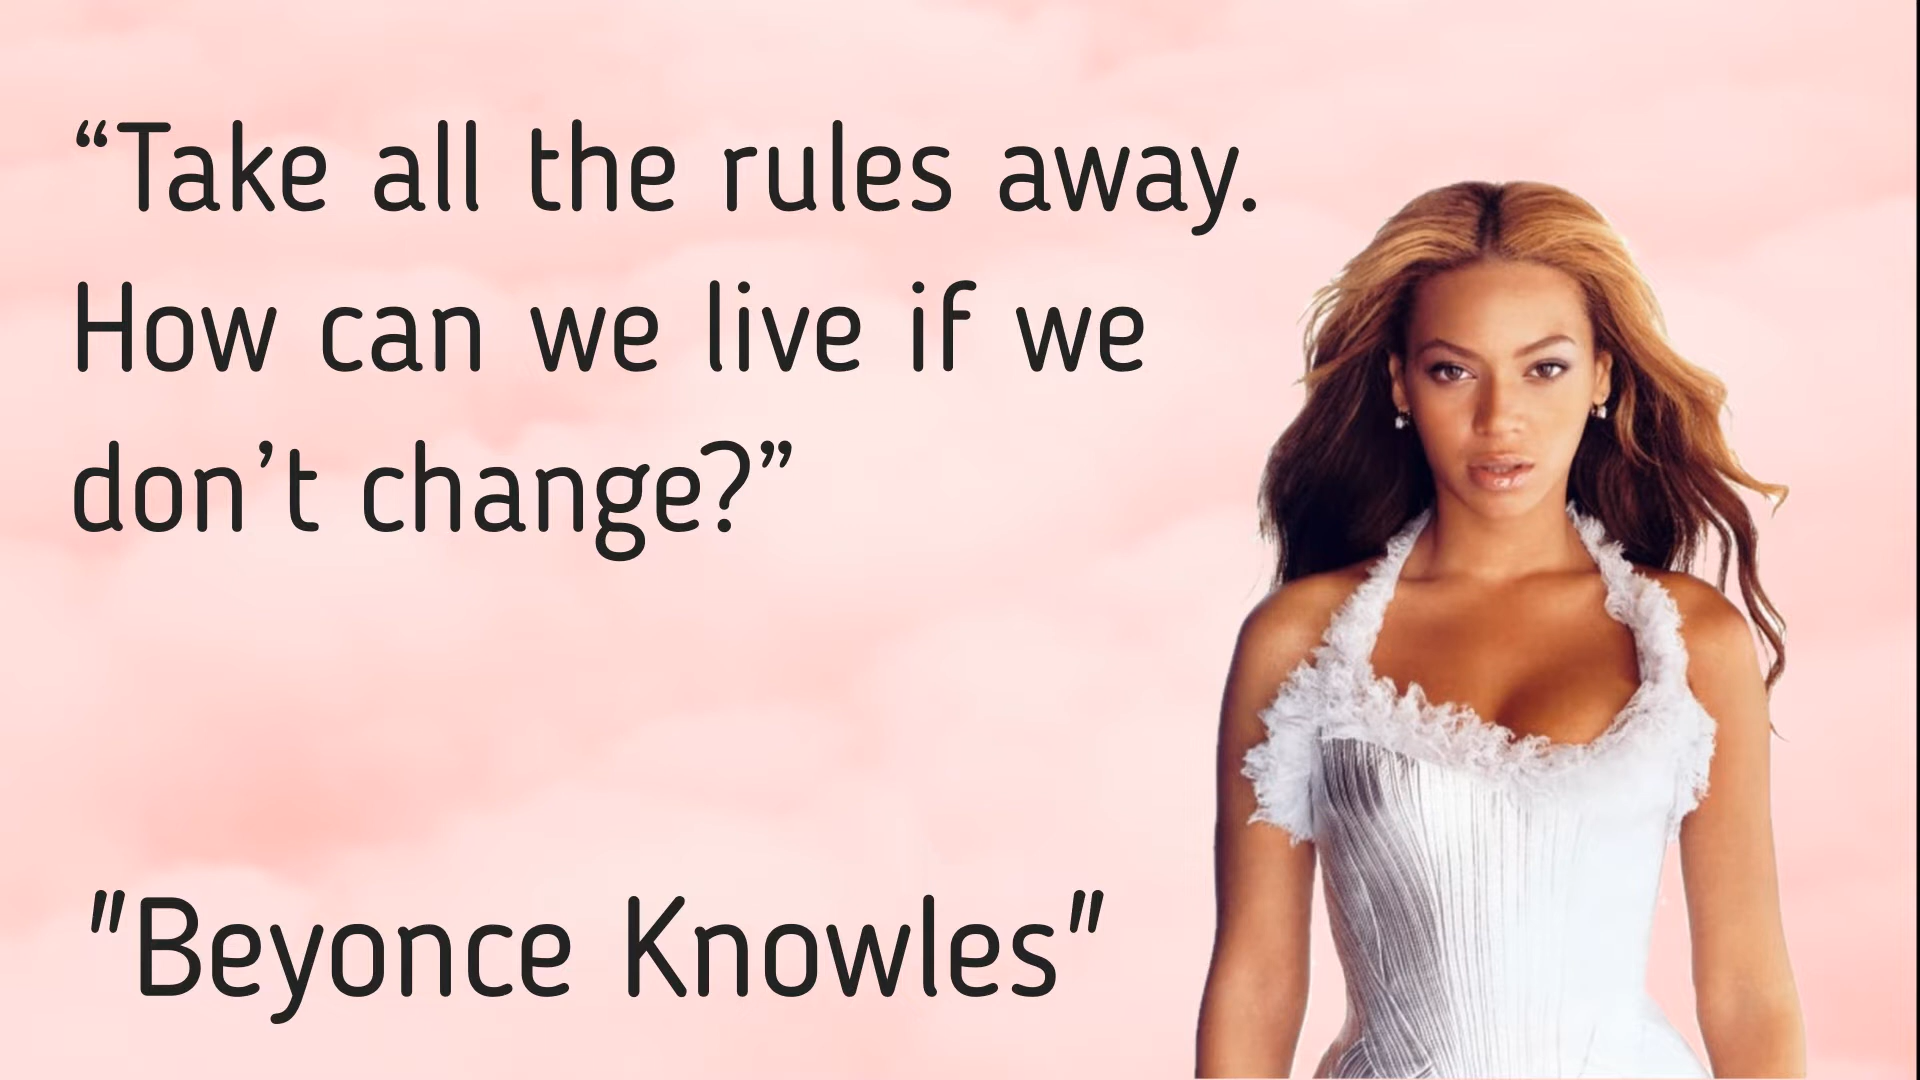 “Take all the rules away.
How can we live if we
don’t change?”
"Beyonce Knowles"